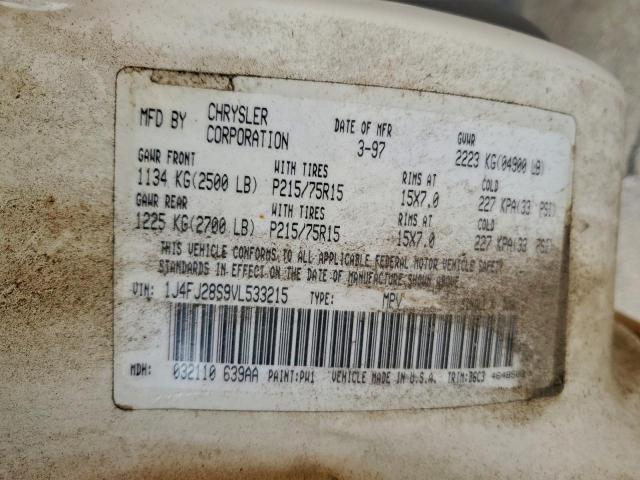 MFD BY CHRYSLER CORPORATION DATE OF MFR 3-97 GVWR 2223 KG(04900 LB)
GAWR FRONT WITH TIRES RIMS AT COLD
1134 KG(2500 LB) P215/75R15 15X7.0 227 KPA(33 PSI)
GAWR REAR WITH TIRES RIMS AT COLD
1225 KG(2700 LB) P215/75R15 15X7.0 227 KPA(33 PSI)
THIS VEHICLE CONFORMS TO ALL APPLICABLE FEDERAL MOTOR VEHICLE SAFETY
STANDARDS IN EFFECT ON THE DATE OF MANUFACTURE SHOWN ABOVE.
VIN: 1J4FJ28S9VL533215 TYPE: MPV
MDH: 032110 639AA PAINT:PW1 VEHICLE MADE IN U.S.A. TRIM:B6C3